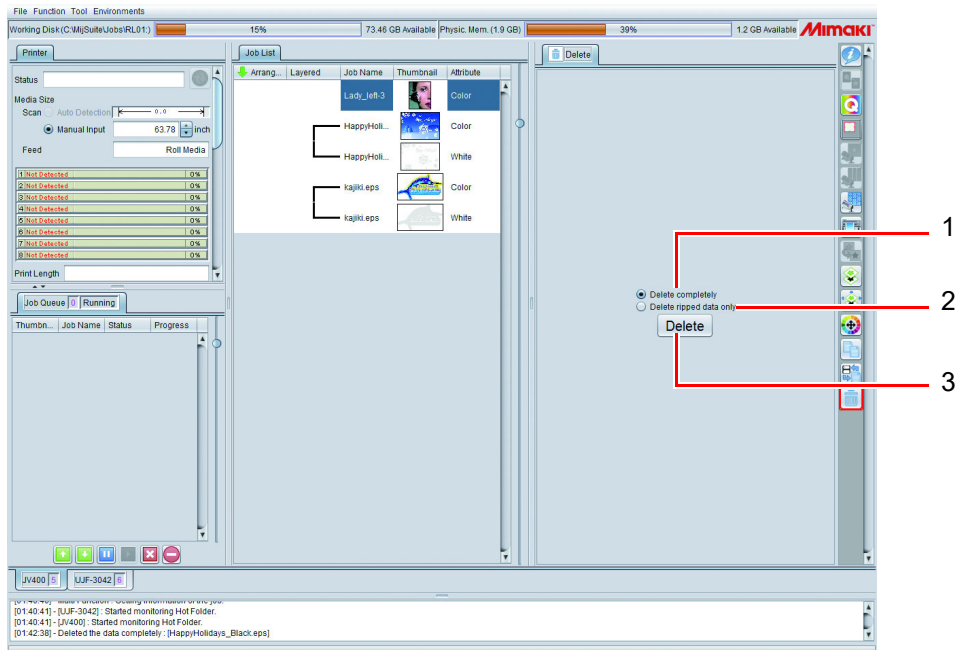 File Function Tool Environments
Working Disk (C:\MijSuite\Jobs\RL01:) 15% 73.46 GB Available Physic. Mem. (1.9 GB) 39% 1.2 GB Available Mimaki
Printer
Status
Media Size
Scan Auto Detection 0.0
Manual Input 63.78 inch
Feed Roll Media
1 Not Detected 0%
2 Not Detected 0%
3 Not Detected 0%
4 Not Detected 0%
5 Not Detected 0%
6 Not Detected 0%
7 Not Detected 0%
8 Not Detected 0%
Print Length
Job Queue 0 Running
Thumbn... Job Name Status Progress
Job List
Arrang... Layered Job Name Thumbnail Attribute
Lady_left-3 Color
HappyHoli... Color
HappyHoli... White
kajiki.eps Color
kajiki.eps White
Delete
Delete completely
Delete ripped data only
Delete
1
2
3
JV400 5 UJF-3042 6
[01:40:41] - [UJF-3042] : Started monitoring Hot Folder.
[01:40:41] - [JV400] : Started monitoring Hot Folder.
[01:42:38] - Deleted the data completely : [HappyHolidays_Black.eps]